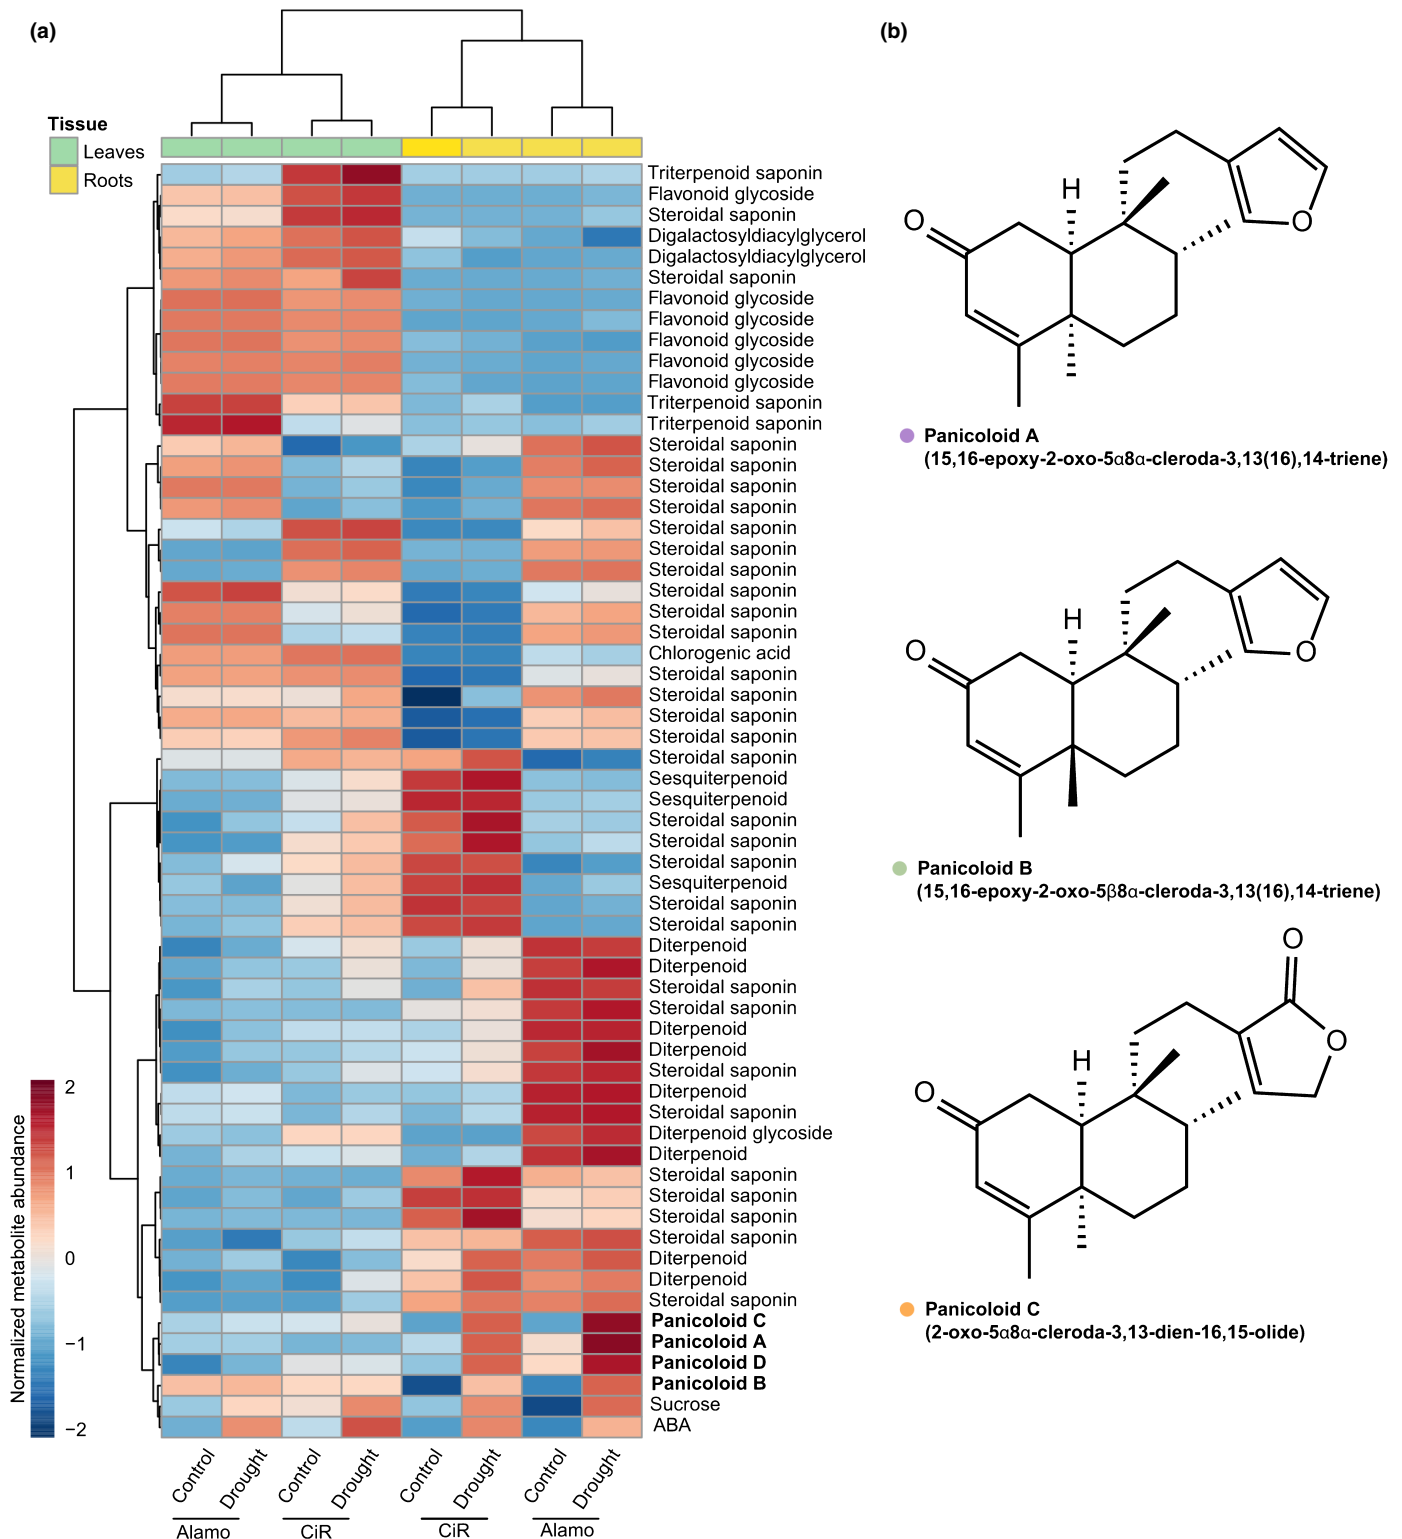 (a)
(b)
Tissue
Leaves
Roots
Triterpenoid saponin
Flavonoid glycoside
Steroidal saponin
Digalactosyldiacylglycerol
Digalactosyldiacylglycerol
Steroidal saponin
Flavonoid glycoside
Flavonoid glycoside
Flavonoid glycoside
Flavonoid glycoside
Flavonoid glycoside
Triterpenoid saponin
Triterpenoid saponin
Steroidal saponin
Steroidal saponin
Steroidal saponin
Steroidal saponin
Steroidal saponin
Steroidal saponin
Steroidal saponin
Steroidal saponin
Steroidal saponin
Steroidal saponin
Chlorogenic acid
Steroidal saponin
Steroidal saponin
Steroidal saponin
Steroidal saponin
Steroidal saponin
Sesquiterpenoid
Sesquiterpenoid
Steroidal saponin
Steroidal saponin
Steroidal saponin
Sesquiterpenoid
Steroidal saponin
Steroidal saponin
Diterpenoid
Diterpenoid
Steroidal saponin
Steroidal saponin
Diterpenoid
Diterpenoid
Steroidal saponin
Diterpenoid
Steroidal saponin
Diterpenoid glycoside
Diterpenoid
Steroidal saponin
Steroidal saponin
Steroidal saponin
Steroidal saponin
Diterpenoid
Diterpenoid
Steroidal saponin
Panicoloid C
Panicoloid A
Panicoloid D
Panicoloid B
Sucrose
ABA
Normalized metabolite abundance
2
1
0
−1
−2
Control
Drought
Control
Drought
Control
Drought
Control
Drought
Alamo
CiR
CiR
Alamo
O
H
O
Panicoloid A
(15,16-epoxy-2-oxo-5α8α-cleroda-3,13(16),14-triene)
O
H
O
Panicoloid B
(15,16-epoxy-2-oxo-5β8α-cleroda-3,13(16),14-triene)
O
O
H
O
Panicoloid C
(2-oxo-5α8α-cleroda-3,13-dien-16,15-olide)